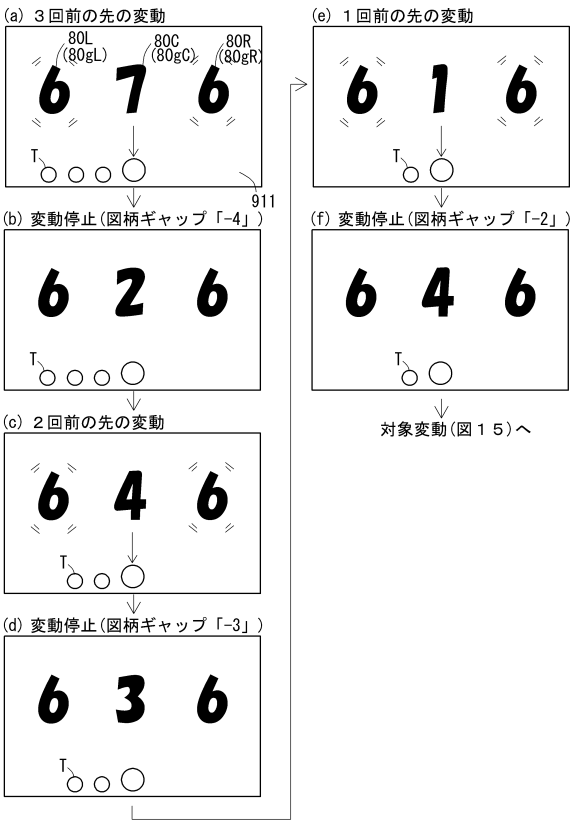 (a) ３回前の先の変動
80L 80C 80R
(80gL) (80gC) (80gR)
6 7 6
T
911
(b) 変動停止(図柄ギャップ「-4」)
6 2 6
T
(c) ２回前の先の変動
6 4 6
T
(d) 変動停止(図柄ギャップ「-3」)
6 3 6
T
(e) １回前の先の変動
6 1 6
T
(f) 変動停止(図柄ギャップ「-2」)
6 4 6
T
対象変動(図１５)へ